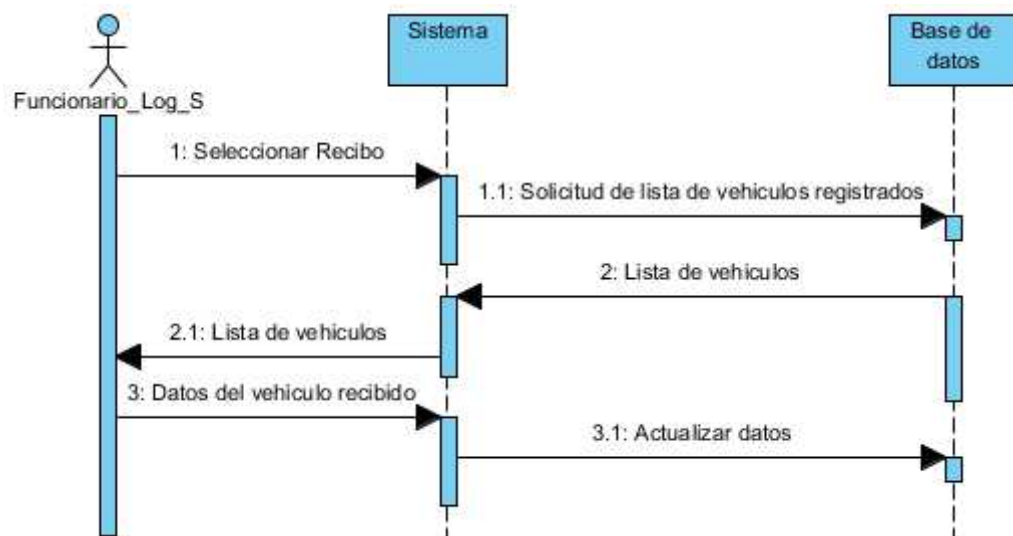 Sistema
Base de
datos
Funcionario_Log_S
1: Seleccionar Recibo
1.1: Solicitud de lista de vehiculos registrados
2: Lista de vehiculos
2.1: Lista de vehiculos
3: Datos del vehiculo recibido
3.1: Actualizar datos